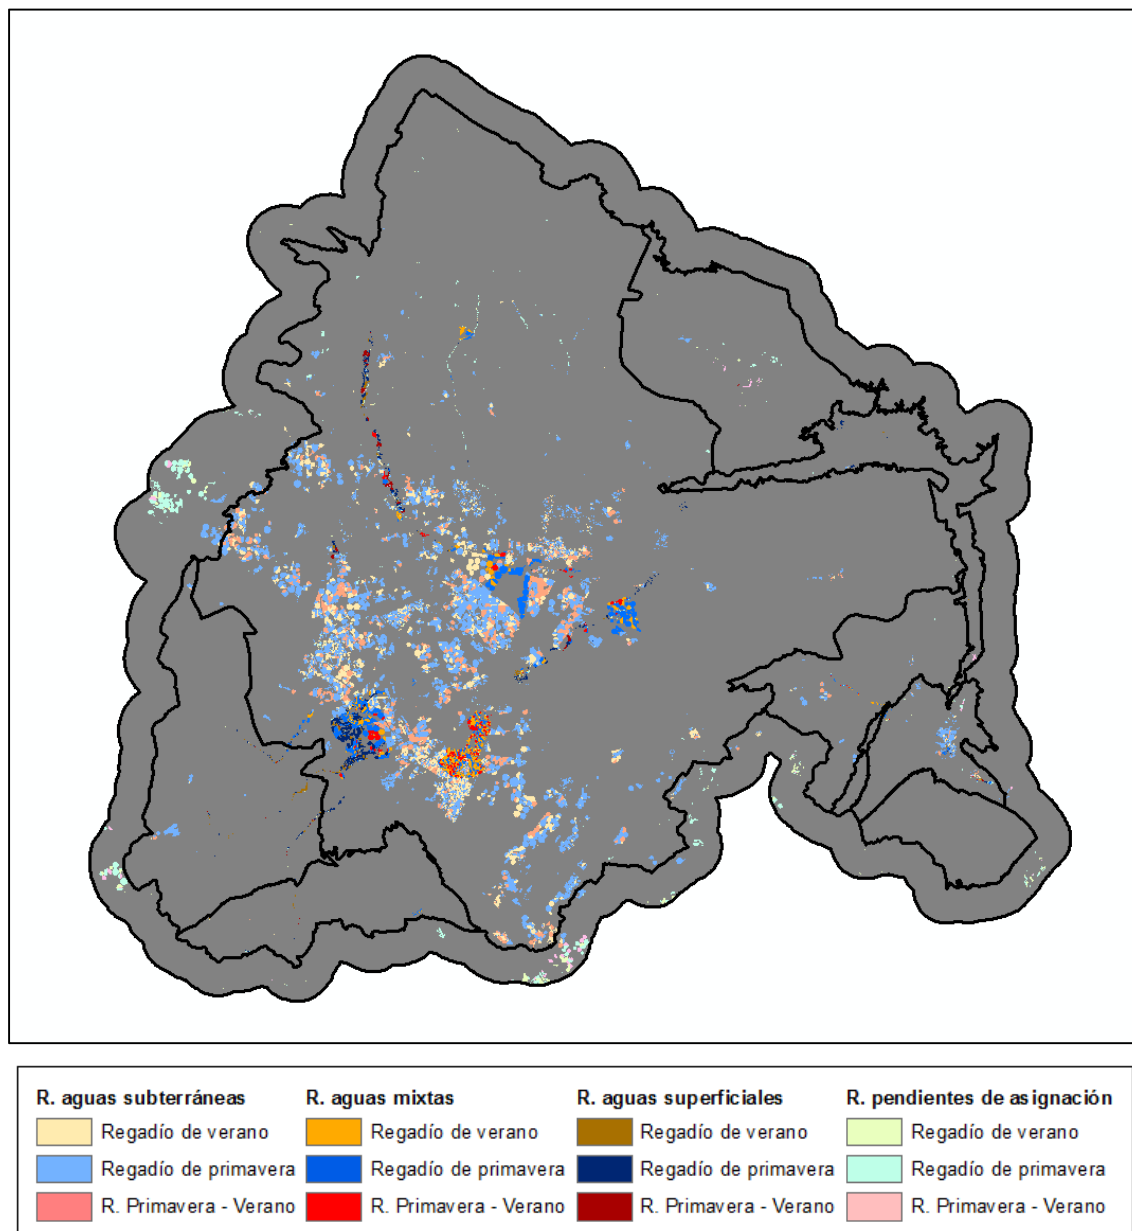 R. aguas subterráneas
Regadío de verano
Regadío de primavera
R. Primavera - Verano
R. aguas mixtas
Regadío de verano
Regadío de primavera
R. Primavera - Verano
R. aguas superficiales
Regadío de verano
Regadío de primavera
R. Primavera - Verano
R. pendientes de asignación
Regadío de verano
Regadío de primavera
R. Primavera - Verano